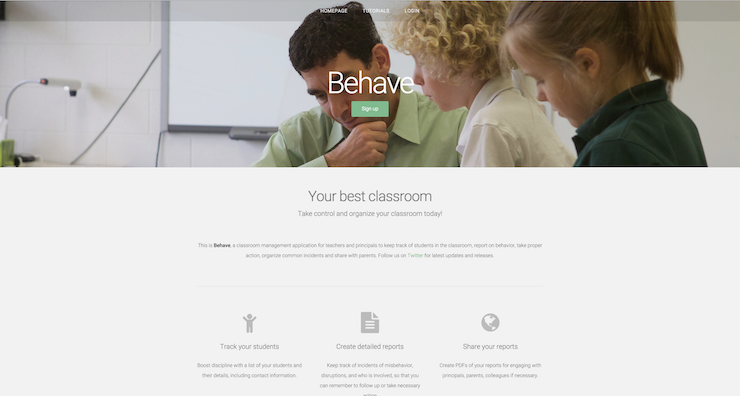 HOMEPAGE TUTORIALS LOGIN
Behave
Sign up
Your best classroom
Take control and organize your classroom today!
This is Behave, a classroom management application for teachers and principals to keep track of students in the classroom, report on behavior, take proper
action, organize common incidents and share with parents. Follow us on Twitter for latest updates and releases.
Track your students
Boost discipline with a list of your students and
their details, including contact information.
Create detailed reports
Keep track of incidents of misbehavior,
disruptions, and who is involved, so that you
can remember to follow up or take necessary
Share your reports
Create PDFs of your reports for engaging with
principals, parents, colleagues if necessary.